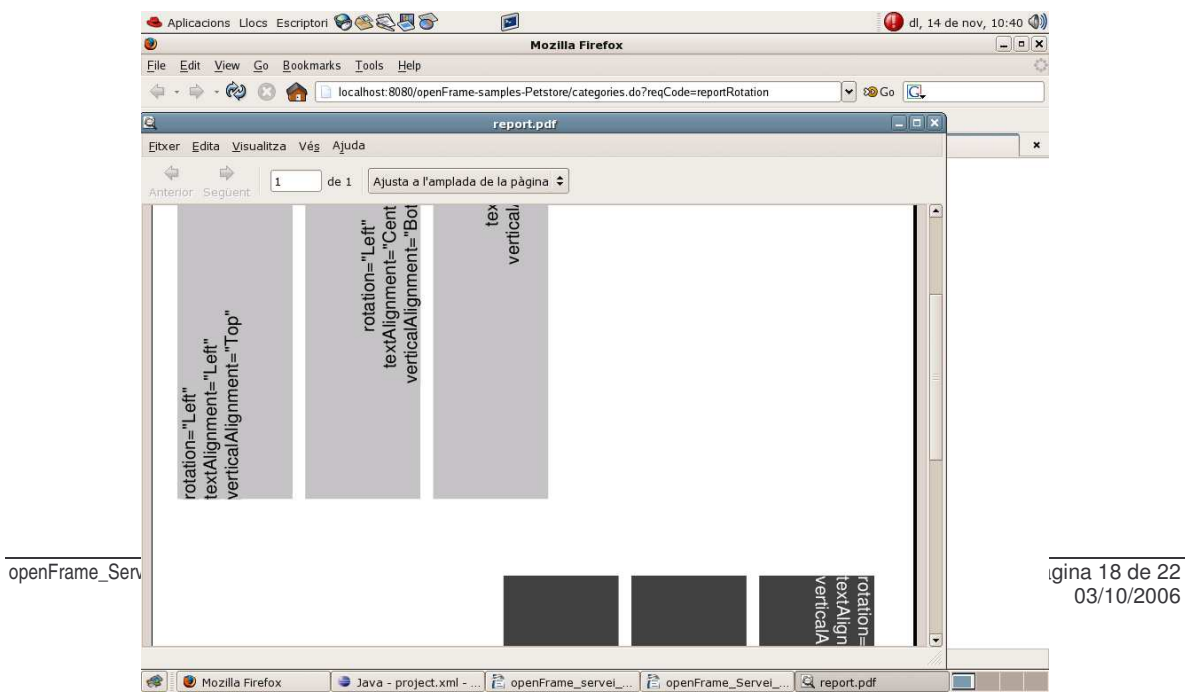 Aplicacions Llocs Escriptori
dl, 14 de nov, 10:40
Mozilla Firefox
File Edit View Go Bookmarks Tools Help
localhost:8080/openFrame-samples-Petstore/categories.do?reqCode=reportRotation
Go
report.pdf
Fitxer Edita Visualitza Vés Ajuda
Anterior Següent 1 de 1 Ajusta a l'amplada de la pàgina
rotation="Left"
textAlignment="Left"
verticalAlignment="Top"
rotation="Left"
textAlignment="Cent
verticalAlignment="Bot
tex
vertical
rotation=
textAlign
verticalA
openFrame_Serv
gina 18 de 22
03/10/2006
Mozilla Firefox
Java - project.xml - ...
openFrame_servei_...
openFrame_Servei_...
report.pdf